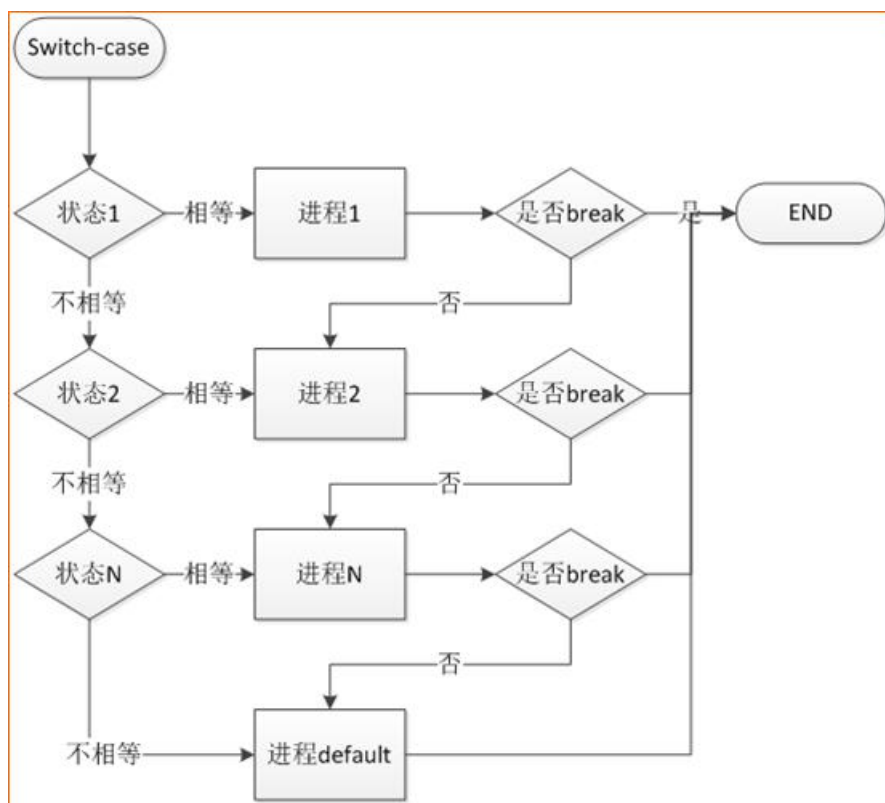 Switch-case
状态1
相等
进程1
是否break
是
END
不相等
否
状态2
相等
进程2
是否break
不相等
否
状态N
相等
进程N
是否break
否
不相等
进程default